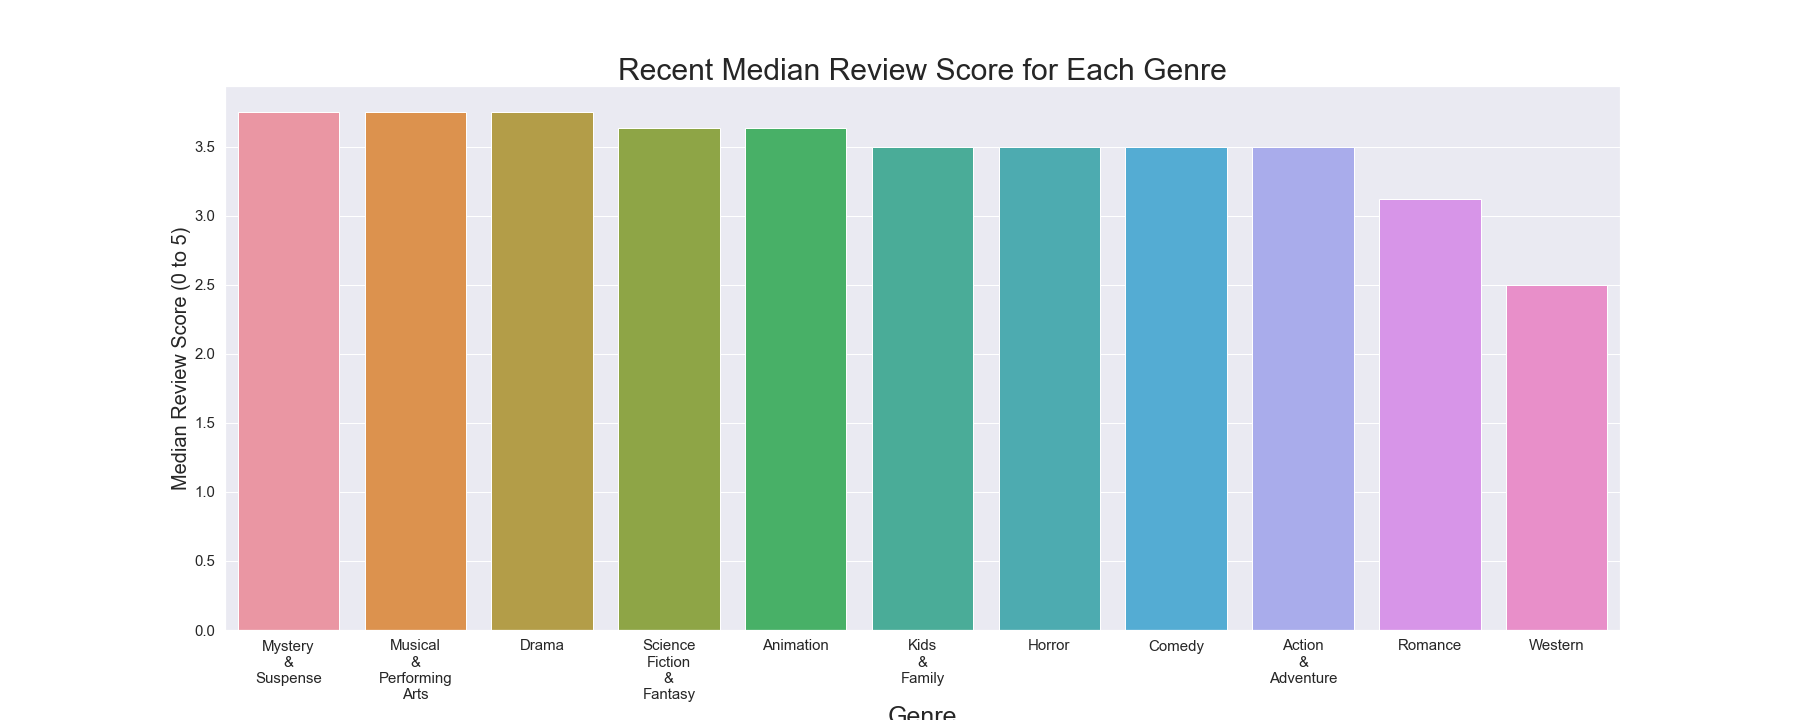 Recent Median Review Score for Each Genre
Median Review Score (0 to 5)
3.5
3.0
2.5
2.0
1.5
1.0
0.5
0.0
Mystery
&
Suspense
Musical
&
Performing
Arts
Drama
Science
Fiction
&
Fantasy
Animation
Kids
&
Family
Horror
Comedy
Action
&
Adventure
Romance
Western
Genre